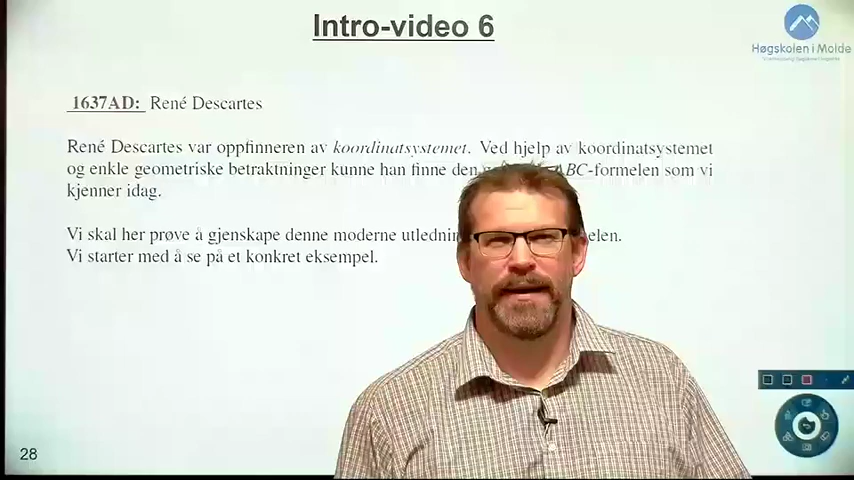 Intro-video 6
Høgskolen i Molde
1637AD: René Descartes
René Descartes var oppfinneren av koordinatsystemet. Ved hjelp av koordinatsystemet
og enkle geometriske betraktninger kunne han finne den ABC-formelen som vi
kjenner idag.
Vi skal her prøve å gjenskape denne moderne
Vi starter med å se på et konkret eksempel.
28